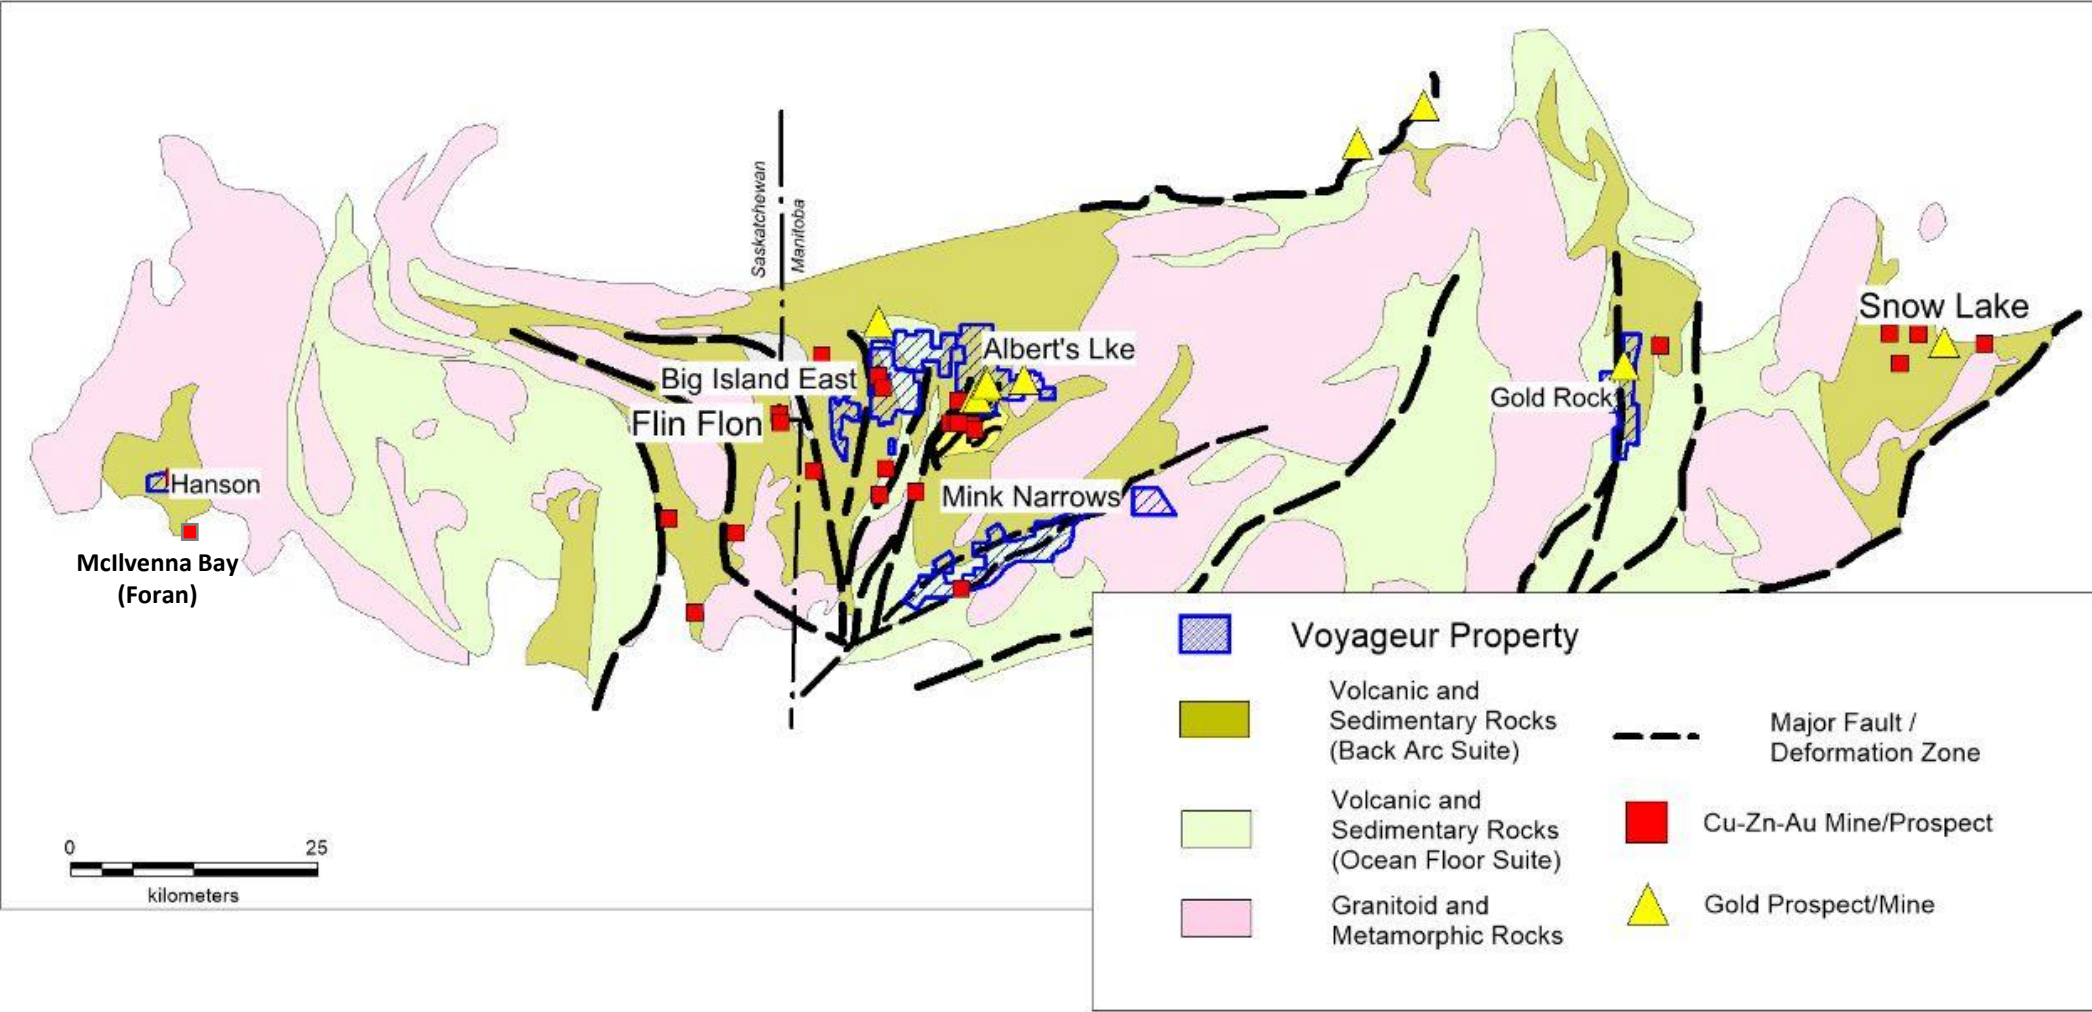 Saskatchewan
Manitoba
Snow Lake
Albert's Lke
Big Island East
Gold Rock
Flin Flon
Hanson
Mink Narrows
McIlvenna Bay
(Foran)
0 25
kilometers
Voyageur Property
Volcanic and
Sedimentary Rocks
(Back Arc Suite)
Volcanic and
Sedimentary Rocks
(Ocean Floor Suite)
Granitoid and
Metamorphic Rocks
Major Fault /
Deformation Zone
Cu-Zn-Au Mine/Prospect
Gold Prospect/Mine